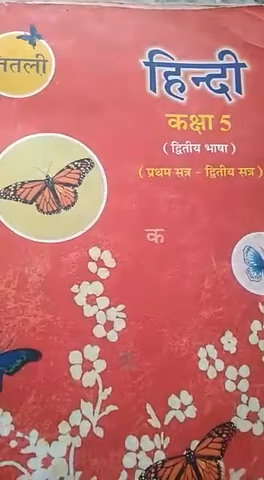 तितली
हिन्दी
कक्षा 5
( द्वितीय भाषा )
( प्रथम सत्र - द्वितीय सत्र )
क